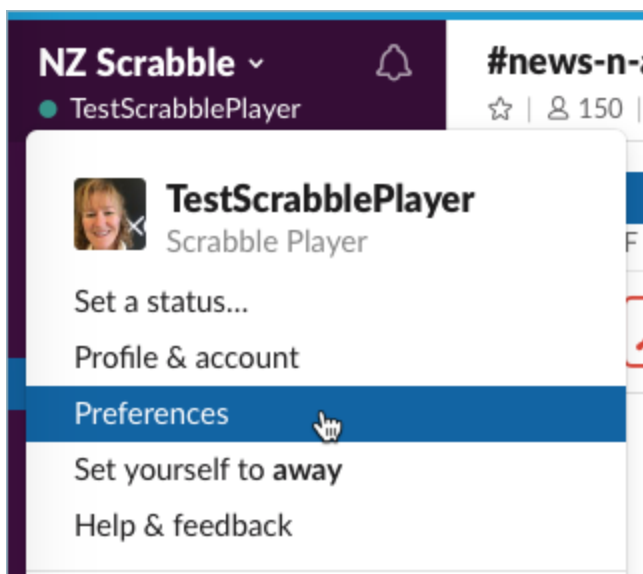 NZ Scrabble
#news-n-a
TestScrabblePlayer
150
TestScrabblePlayer
Scrabble Player
F
Set a status...
Profile & account
Preferences
Set yourself to away
Help & feedback